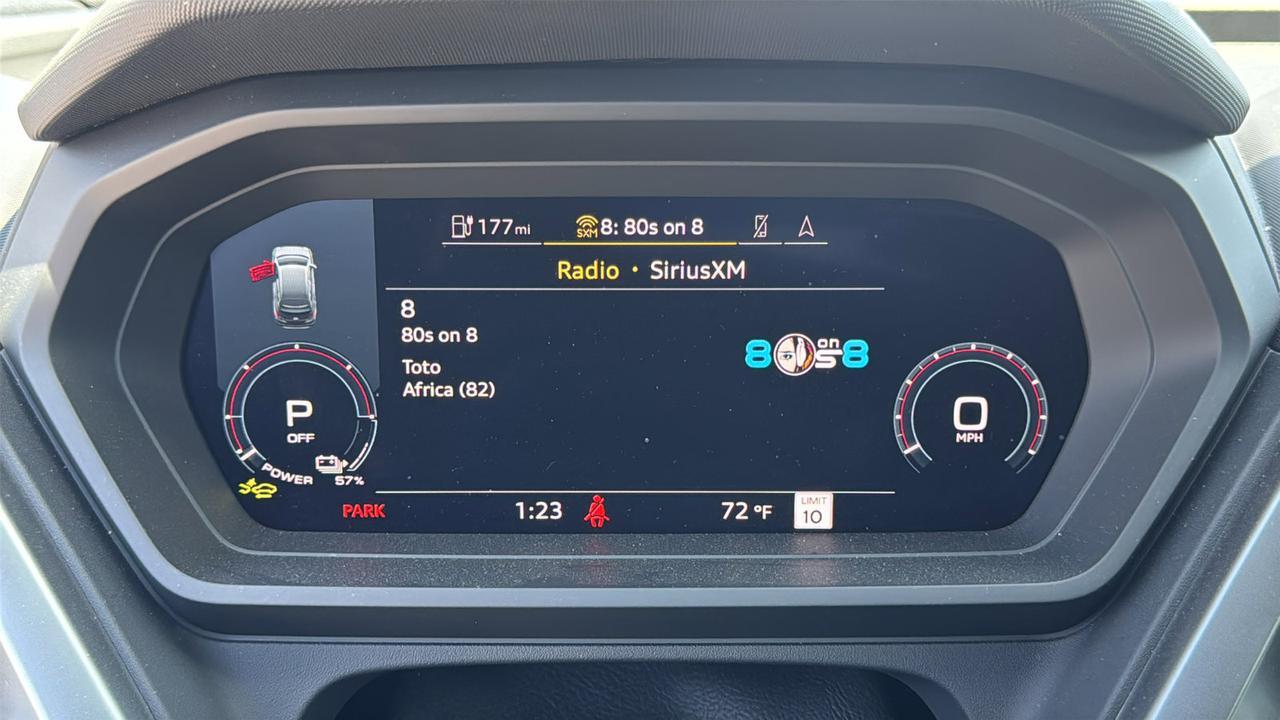 177 mi
SXM 8: 80s on 8
Radio • SiriusXM
8
80s on 8
Toto
Africa (82)
80s on 8
P
OFF
POWER
57%
0
MPH
PARK
1:23
72 °F
LIMIT
10